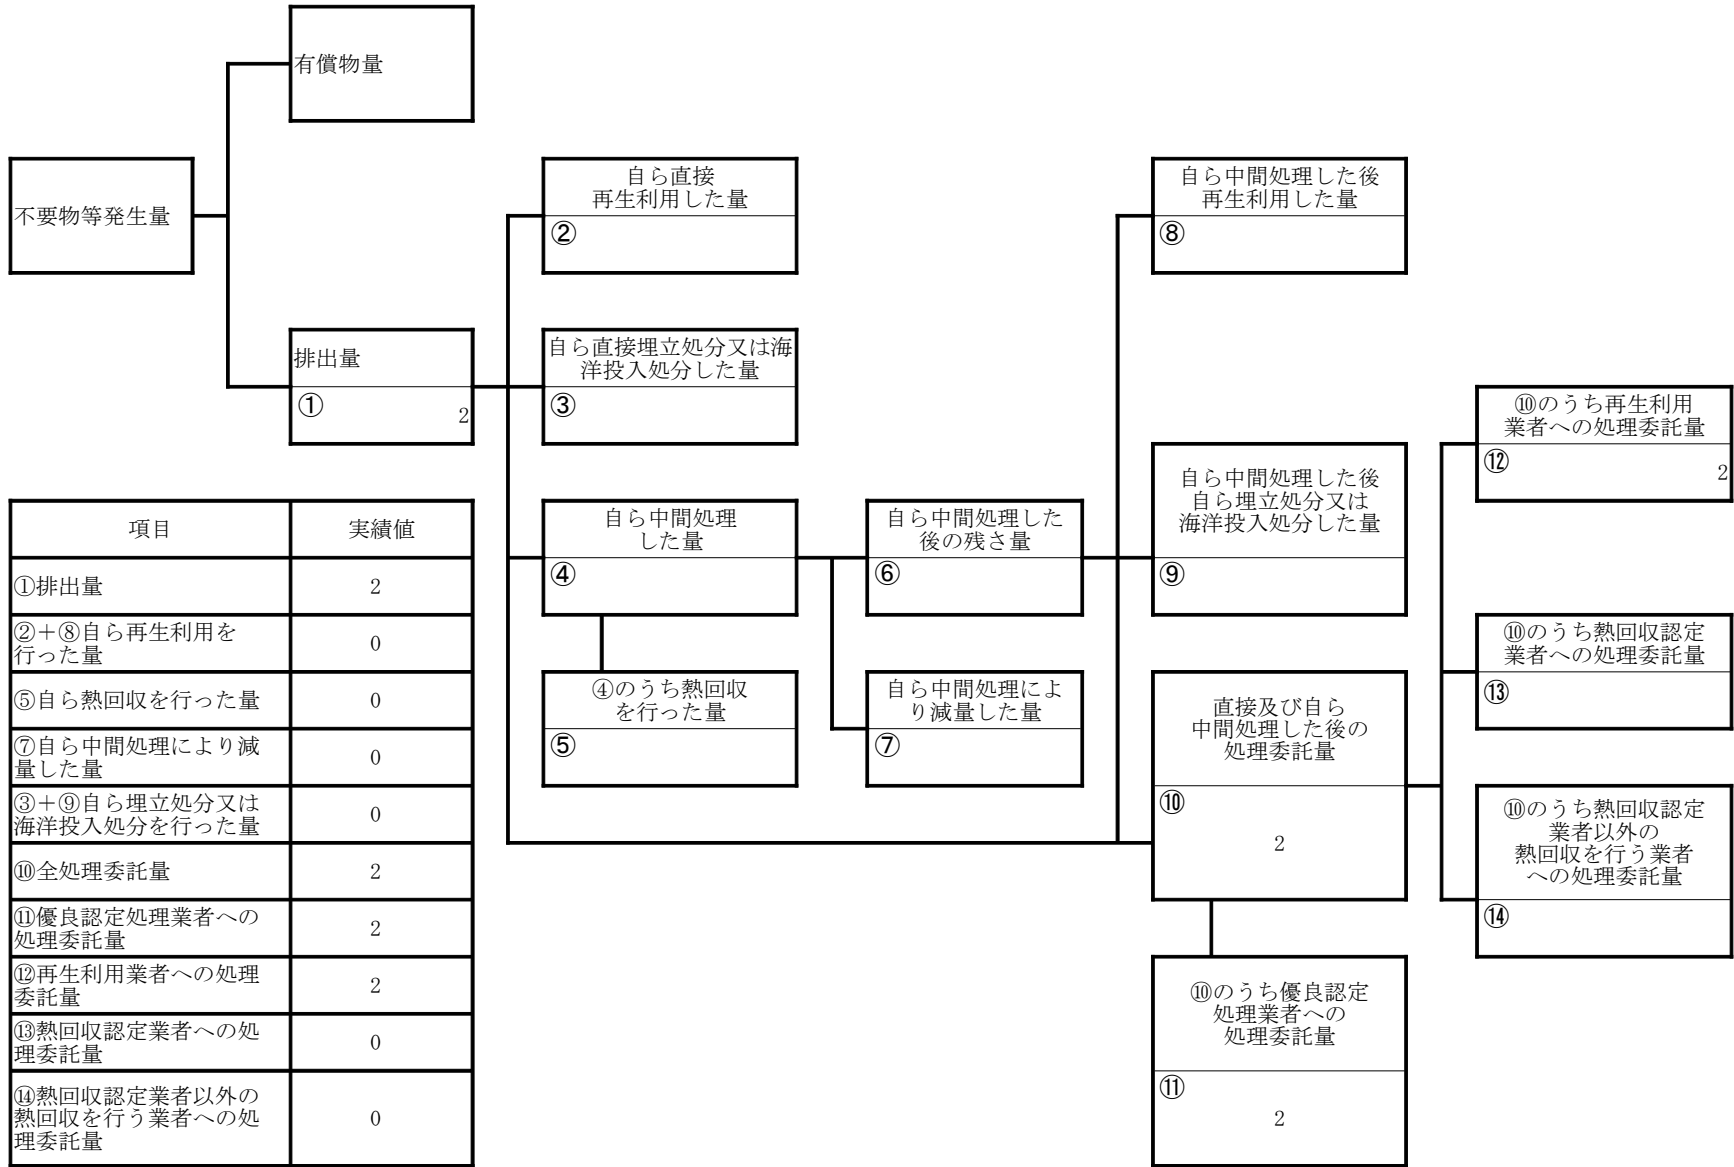 有償物量
不要物等発生量
自ら直接
再生利用した量
②
自ら中間処理した後
再生利用した量
⑧
排出量
①
2
自ら直接埋立処分又は海
洋投入処分した量
③
⑩のうち再生利用
業者への処理委託量
⑫
2
自ら中間処理
した量
④
自ら中間処理した
後の残さ量
⑥
自ら中間処理した後
自ら埋立処分又は
海洋投入処分した量
⑨
⑩のうち熱回収認定
業者への処理委託量
⑬
④のうち熱回収
を行った量
⑤
自ら中間処理によ
り減量した量
⑦
直接及び自ら
中間処理した後の
処理委託量
⑩
2
⑩のうち熱回収認定
業者以外の
熱回収を行う業者
への処理委託量
⑭
⑩のうち優良認定
処理業者への
処理委託量
⑪
2
項目 実績値
①排出量 2
②＋⑧自ら再生利用を
行った量 0
⑤自ら熱回収を行った量 0
⑦自ら中間処理により減
量した量 0
③＋⑨自ら埋立処分又は
海洋投入処分を行った量 0
⑩全処理委託量 2
⑪優良認定処理業者への
処理委託量 2
⑫再生利用業者への処理
委託量 2
⑬熱回収認定業者への処
理委託量 0
⑭熱回収認定業者以外の
熱回収を行う業者への処
理委託量 0